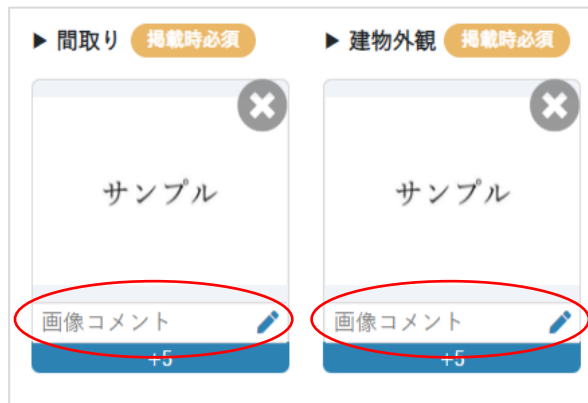 ▶ 間取り 掲載時必須
サンプル
画像コメント
+5
▶ 建物外観 掲載時必須
サンプル
画像コメント
+5